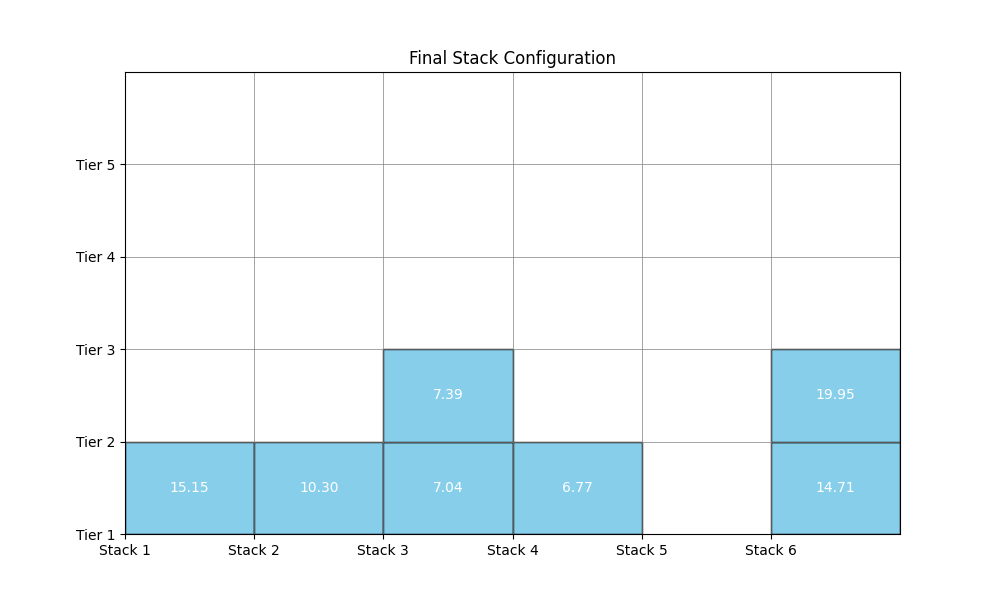 Final Stack Configuration
Tier 5
Tier 4
Tier 3
7.39 19.95
Tier 2
15.15 10.30 7.04 6.77 14.71
Tier 1
Stack 1 Stack 2 Stack 3 Stack 4 Stack 5 Stack 6